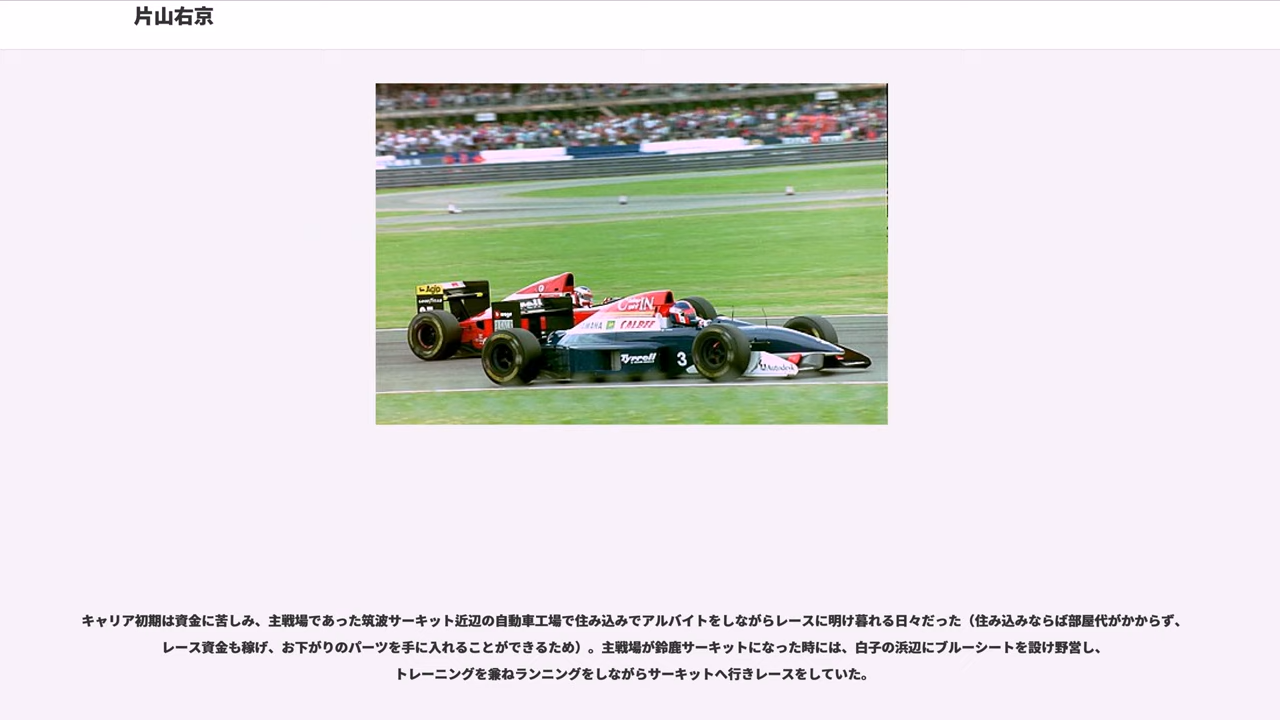 片山右京
Agip
CABIN
YAMAHA
CALBEE
Tyrrell
3
Autodesk
キャリア初期は資金に苦しみ、主戦場であった筑波サーキット近辺の自動車工場で住み込みでアルバイトをしながらレースに明け暮れる日々だった（住み込みならば部屋代がかからず、
レース資金も稼げ、お下がりのパーツを手に入れることができるため）。主戦場が鈴鹿サーキットになった時には、白子の浜辺にブルーシートを設け野営し、
トレーニングを兼ねランニングをしながらサーキットへ行きレースをしていた。